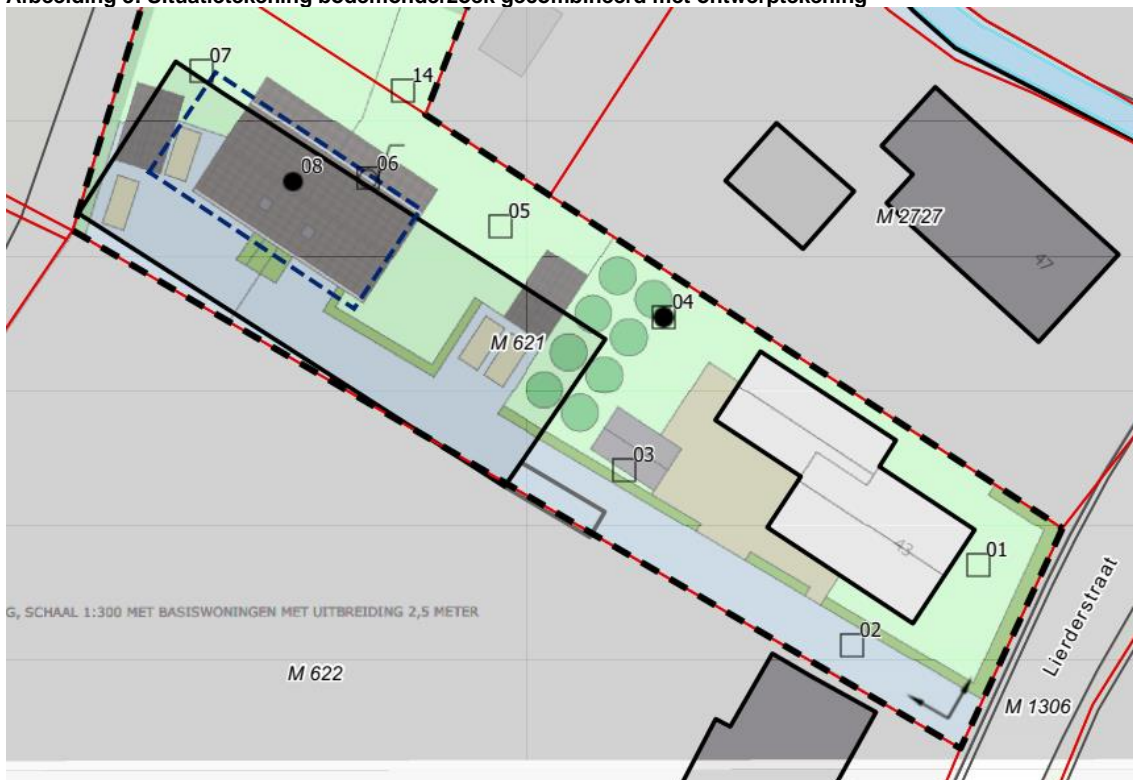 Afbeelding 3. Situatietekening bodemonderzoek gecombineerd met ontwerptekening
07
14
08
06
05
M 2727
47
04
M 621
03
43
01
G, SCHAAL 1:300 MET BASISWONINGEN MET UITBREIDING 2,5 METER
02
Lierderstraat
M 622
M 1306